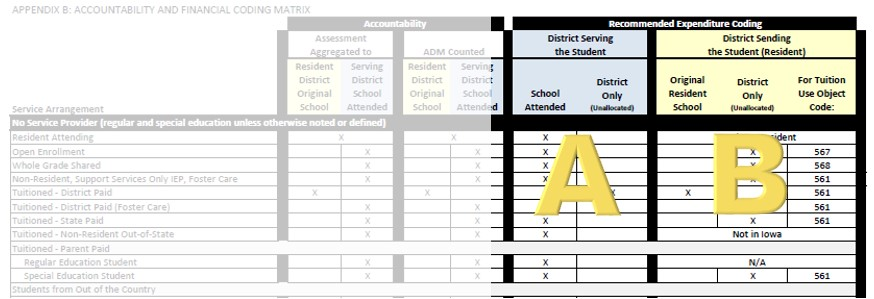 APPENDIX B: ACCOUNTABILITY AND FINANCIAL CODING MATRIX
Accountability Recommended Expenditure Coding
Assessment Aggregated to ADM Counted District Serving the Student District Sending the Student (Resident)
Service Arrangement Resident District Original School Serving District School Attended Resident District Original School Serving District School Attended School Attended District Only (Unallocated) Original Resident School District Only (Unallocated) For Tuition Use Object Code:
No Service Provider (regular and special education unless otherwise noted or defined)
Resident Attending X X X ident
Open Enrollment X X X X 567
Whole Grade Shared X X X 568
Non-Resident, Support Services Only IEP, Foster Care X X X 561
Tuitioned - District Paid X X X X 561
Tuitioned - District Paid (Foster Care) X X 561
Tuitioned - State Paid X X X X 561
Tuitioned - Non-Resident Out-of-State X X X Not in Iowa
Tuitioned - Parent Paid
Regular Education Student X X X N/A
Special Education Student X X X X 561
Students from Out of the Country
A B